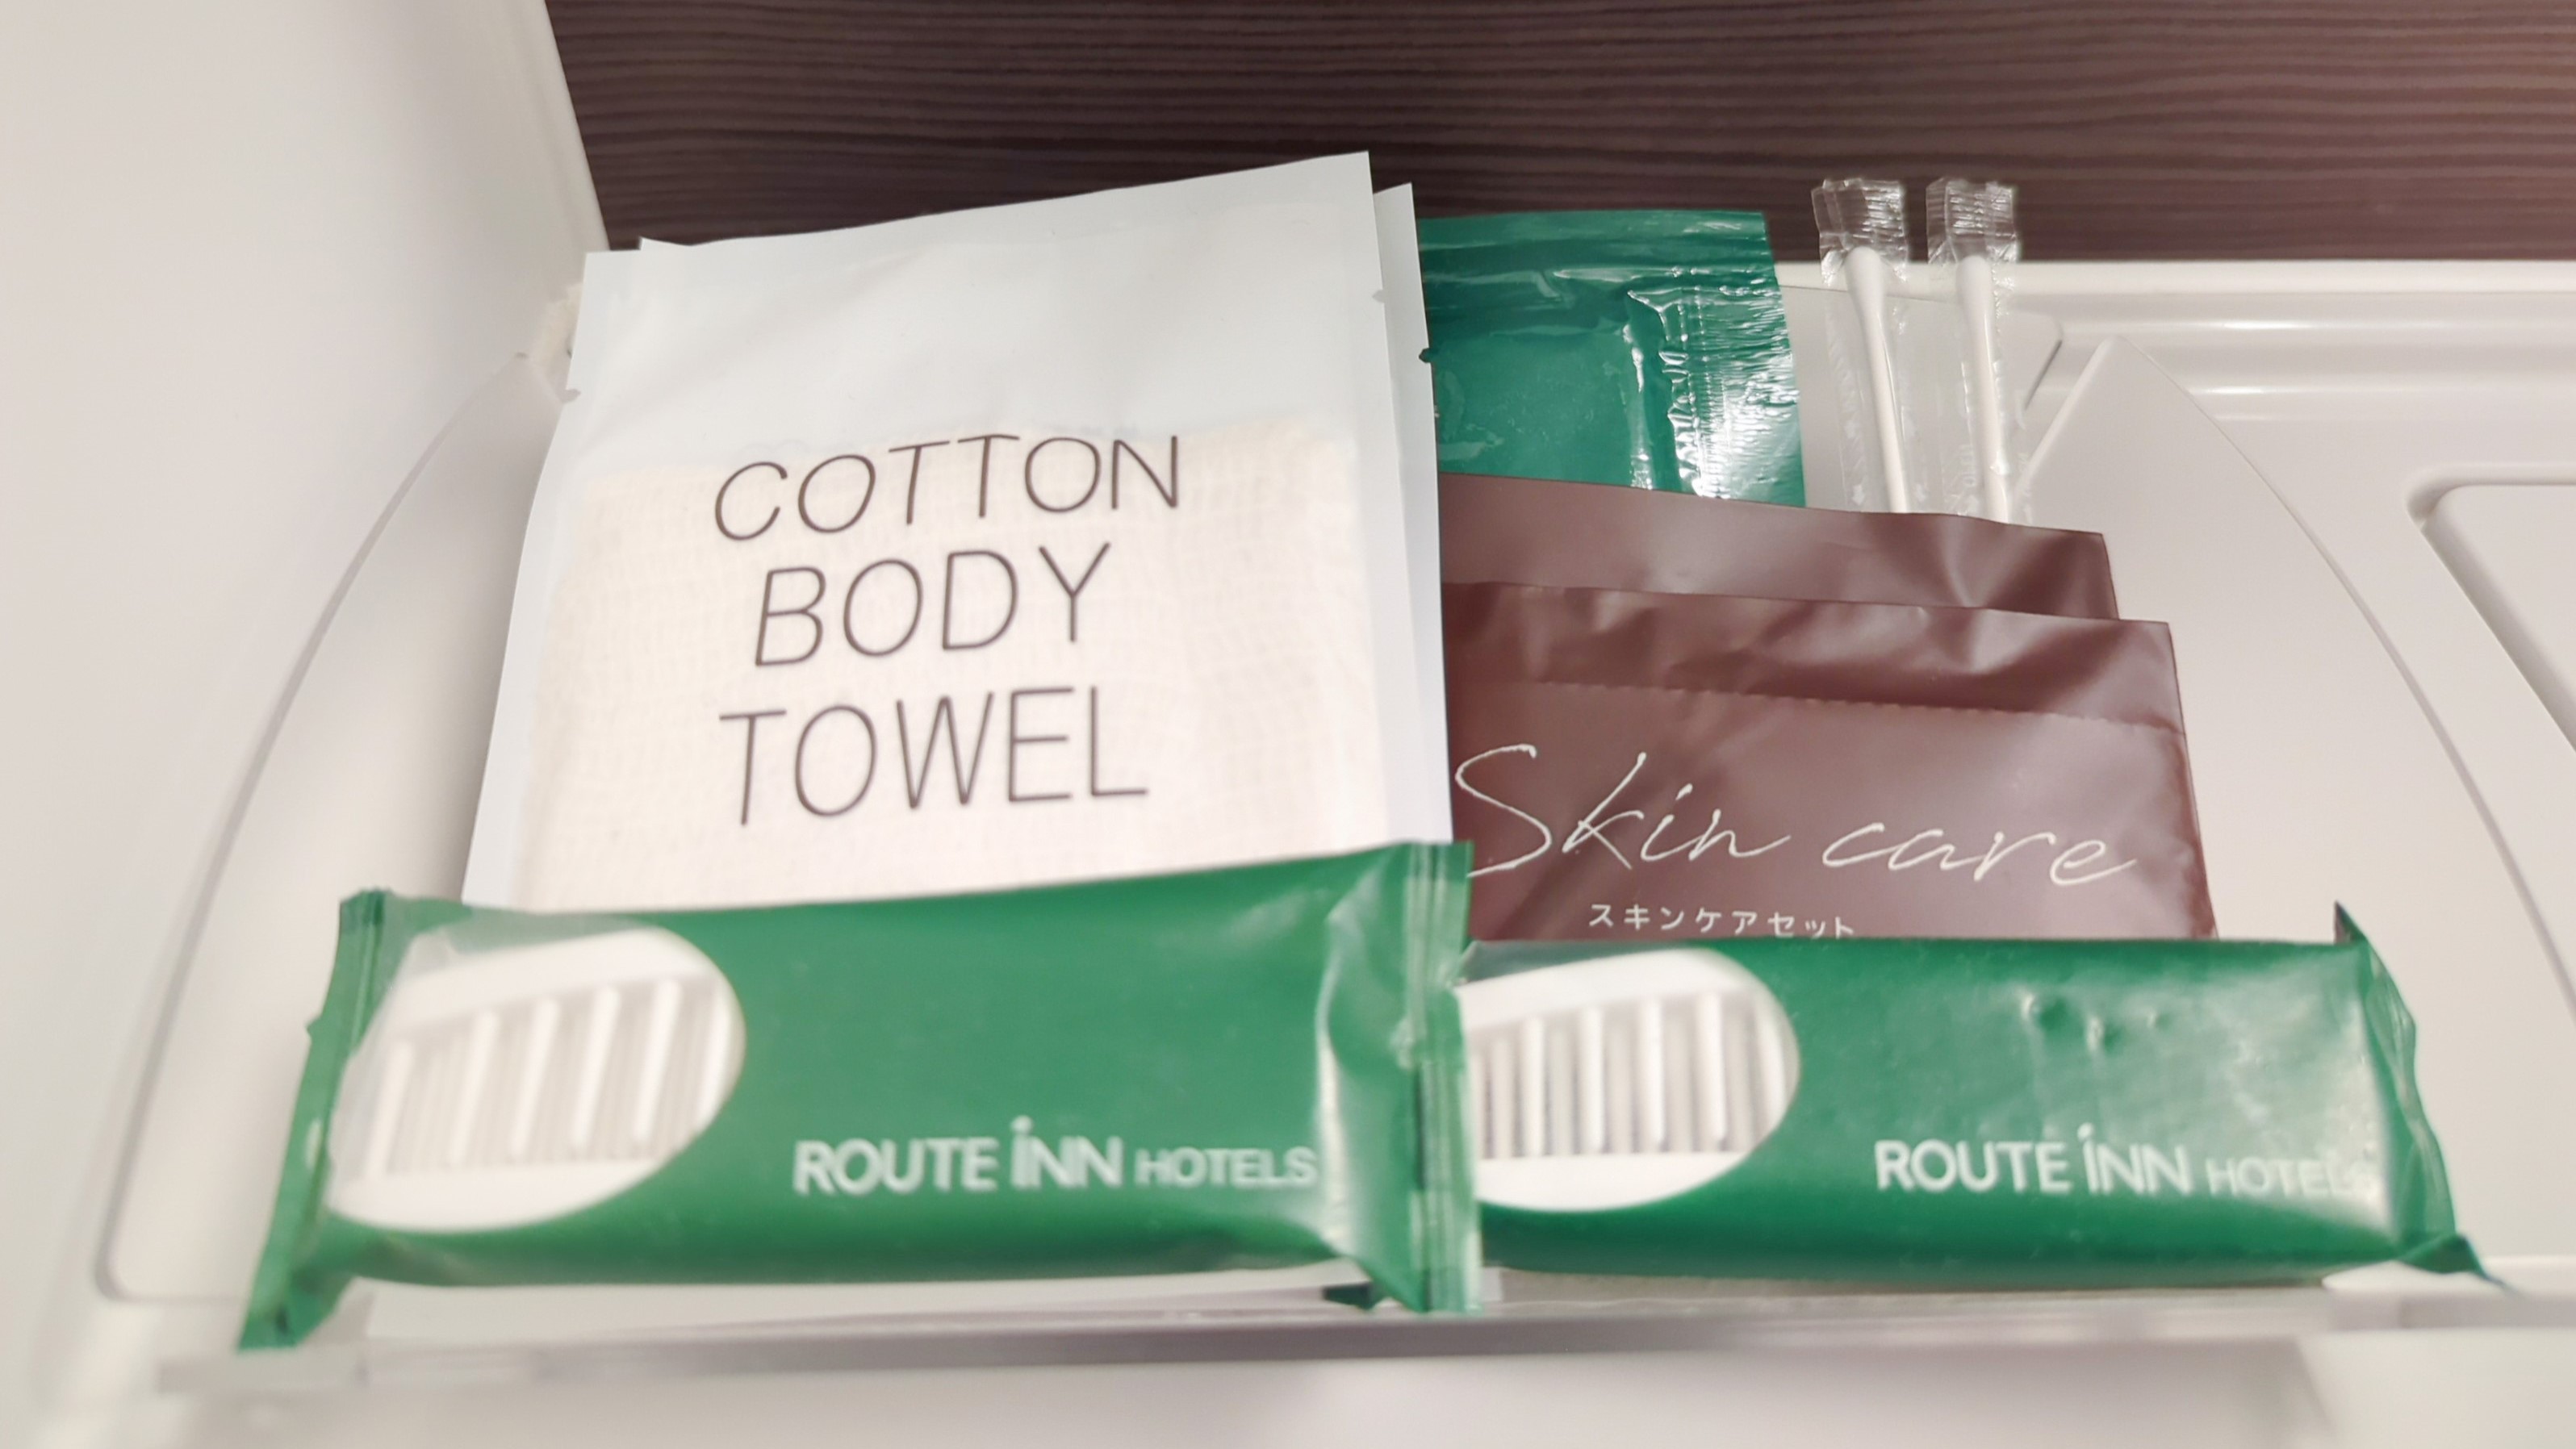 COTTON
BODY
TOWEL
Skin care
スキンケアセット
ROUTE INN HOTELS
ROUTE INN HOTELS